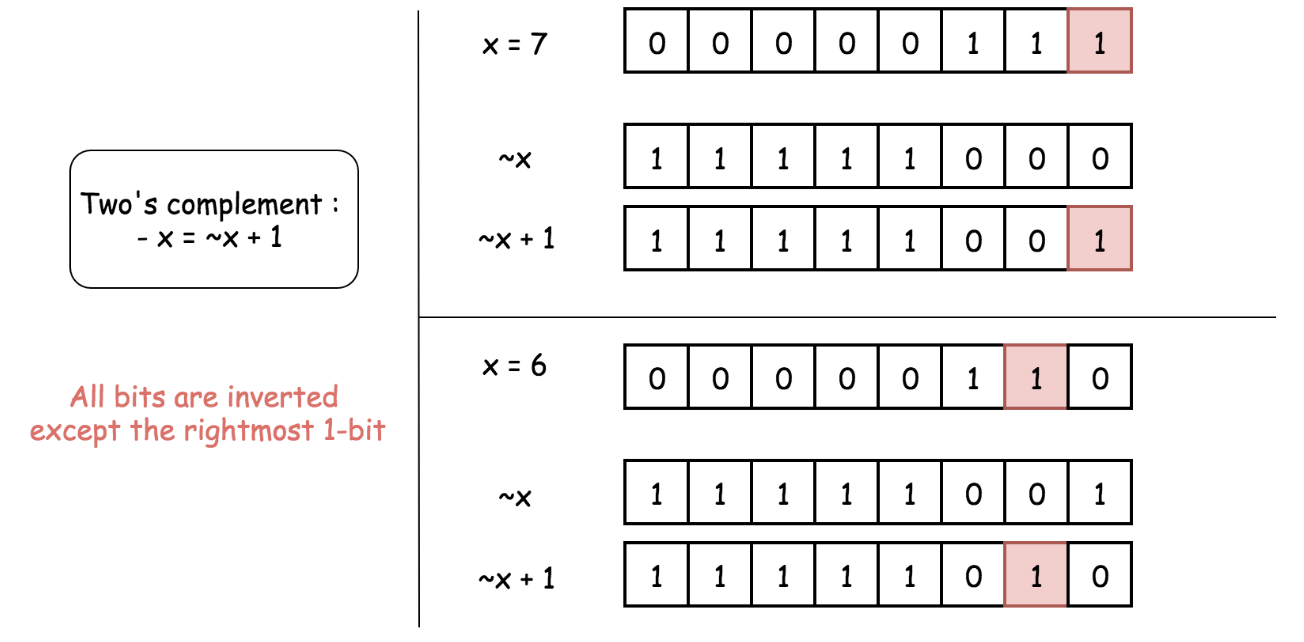 Two's complement :
- x = ~x + 1
All bits are inverted
except the rightmost 1-bit
x = 7 0 0 0 0 0 1 1 1
~x 1 1 1 1 1 0 0 0
~x + 1 1 1 1 1 1 0 0 1
x = 6 0 0 0 0 0 1 1 0
~x 1 1 1 1 1 0 0 1
~x + 1 1 1 1 1 1 0 1 0